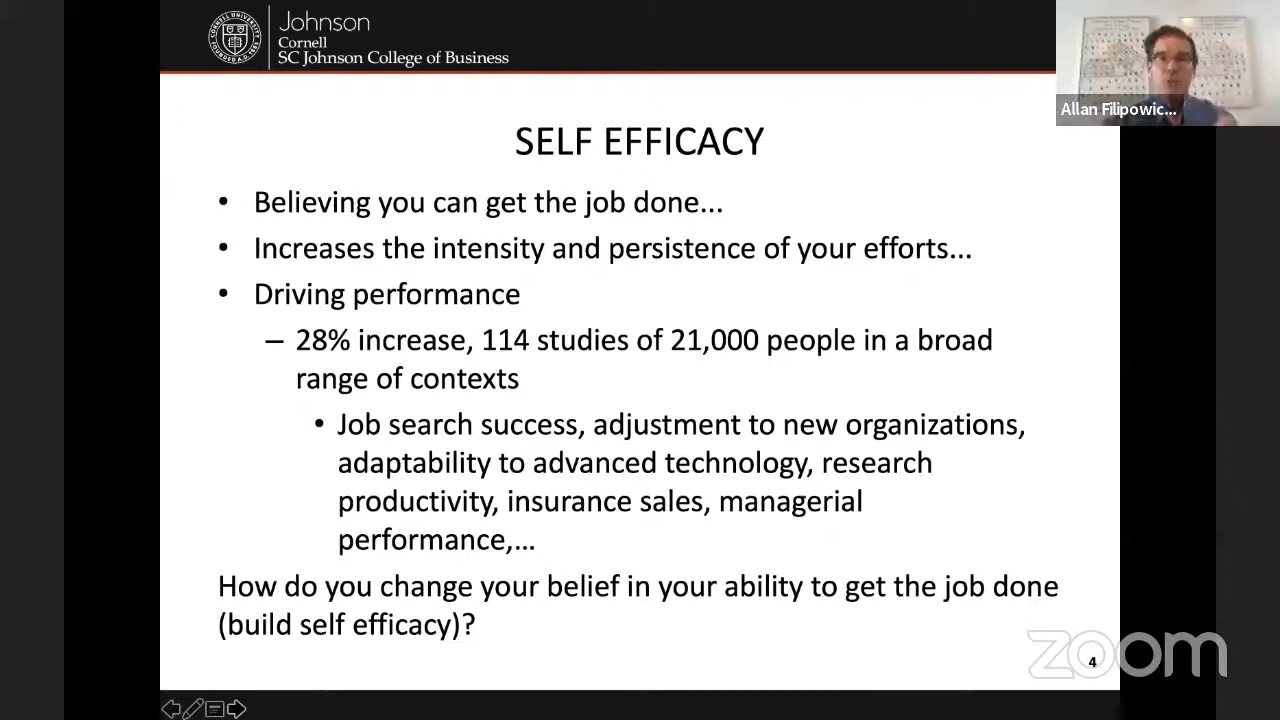 Johnson
Cornell
SC Johnson College of Business
Allan Filipowic...
SELF EFFICACY
• Believing you can get the job done...
• Increases the intensity and persistence of your efforts...
• Driving performance
– 28% increase, 114 studies of 21,000 people in a broad
range of contexts
• Job search success, adjustment to new organizations,
adaptability to advanced technology, research
productivity, insurance sales, managerial
performance,...
How do you change your belief in your ability to get the job done
(build self efficacy)?
zoom
4